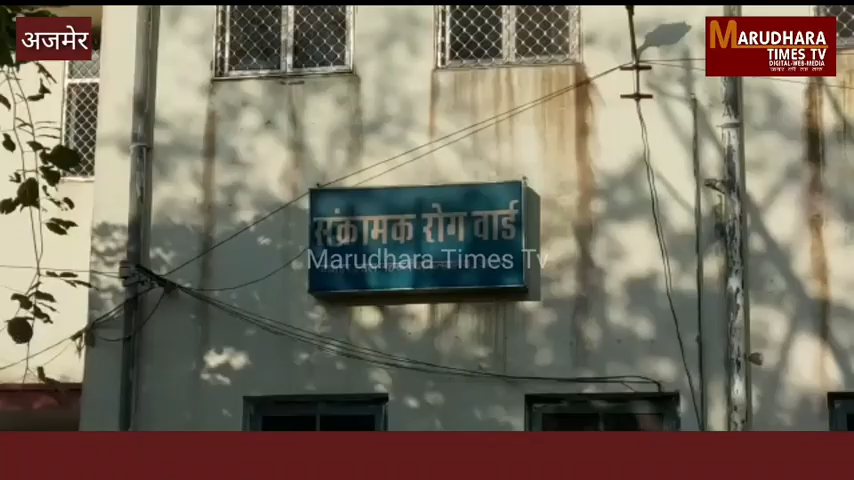 अजमेर
MARUDHARA
TIMES TV
DIGITAL-WEB-MEDIA
संक्रामक रोग वार्ड
Marudhara Times Tv